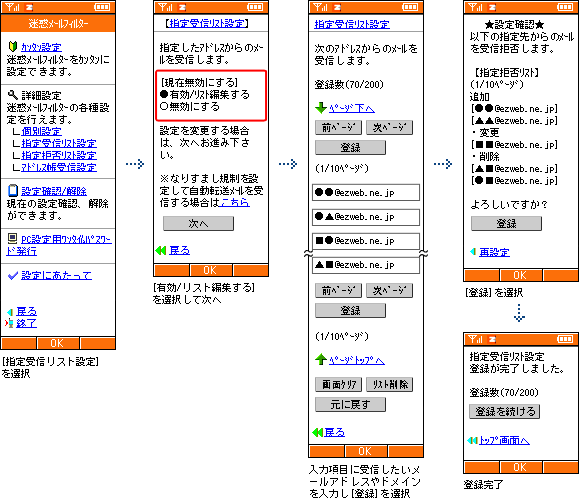 迷惑メールフィルター
ｶﾝﾀﾝ設定
迷惑ﾒｰﾙﾌｨﾙﾀｰをｶﾝﾀﾝに
設定できます。
詳細設定
迷惑ﾒｰﾙﾌｨﾙﾀｰの各種設
定を行えます。
∟個別設定
∟指定受信ﾘｽﾄ設定
∟指定拒否ﾘｽﾄ設定
∟ｱﾄﾞﾚｽ帳受信設定
設定確認/解除
現在の設定確認、解除
ができます。
PC設定用ﾜﾝﾀｲﾑﾊﾟｽﾜｰ
ﾄﾞ発行
設定にあたって
戻る
終了
OK
[指定受信リスト設定]
を選択
【指定受信ﾘｽﾄ設定】
指定したｱﾄﾞﾚｽからのﾒｰ
ﾙを受信します。
[現在無効にする]
●有効/ﾘｽﾄ編集する
○無効にする
設定を変更する場合
は、次へお進み下さ
い。
※なりすまし規制を設
定して自動転送ﾒﾙを受
信する場合はこちら
次へ
戻る
OK
[有効/リスト編集する]
を選択して次へ
指定受信ﾘｽﾄ設定
次のｱﾄﾞﾚｽからのﾒｰﾙを
受信します。
登録数(70/200)
ﾍﾟｰｼﾞ下へ
前ﾍﾟｰｼﾞ 次ﾍﾟｰｼﾞ
登録
(1/10ﾍﾟｰｼﾞ)
●●@ezweb.ne.jp
●▲@ezweb.ne.jp
■●@ezweb.ne.jp
▲■@ezweb.ne.jp
前ﾍﾟｰｼﾞ 次ﾍﾟｰｼﾞ
登録
(1/10ﾍﾟｰｼﾞ)
ﾍﾟｰｼﾞﾄｯﾌﾟへ
画面ｸﾘｱ ﾘｽﾄ削除
元に戻す
戻る
OK
入力項目に受信したいメ
ールアドレスやドメイン
を入力し[登録]を選択
★設定確認★
以下の指定先からのﾒｰﾙ
を受信拒否します。
【指定拒否ﾘｽﾄ】
(1/10ﾍﾟｰｼﾞ)
追加
[●●@ezweb.ne.jp]
[▲▲@ezweb.ne.jp]
・変更
[■●@ezweb.ne.jp]
・削除
[▲■@ezweb.ne.jp]
[●■@ezweb.ne.jp]
よろしいですか？
登録
再設定
OK
[登録]を選択
指定受信ﾘｽﾄ設定
登録が完了しました。
登録数(70/200)
登録を続ける
ﾄｯﾌﾟ画面へ
OK
登録完了